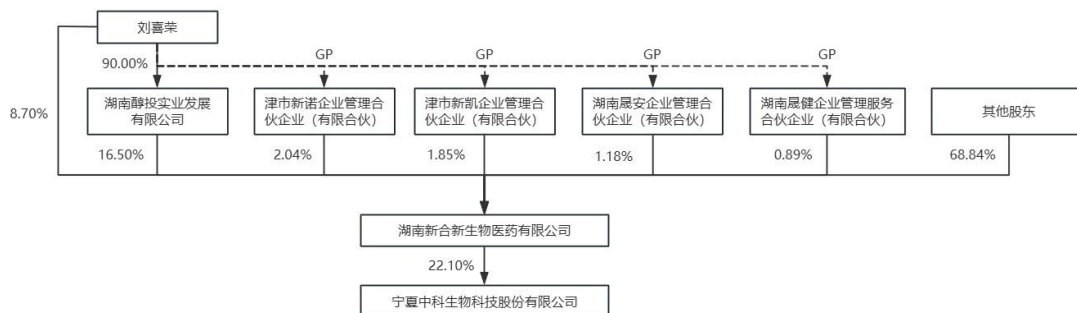 刘喜荣
90.00%
GP
GP
GP
GP
8.70%
湖南醇投实业发展
有限公司
津市新诺企业管理合
伙企业（有限合伙）
津市新凯企业管理合
伙企业（有限合伙）
湖南晟安企业管理合
伙企业（有限合伙）
湖南晟健企业管理服务
合伙企业（有限合伙）
其他股东
16.50%
2.04%
1.85%
1.18%
0.89%
68.84%
湖南新合新生物医药有限公司
22.10%
宁夏中科生物科技股份有限公司